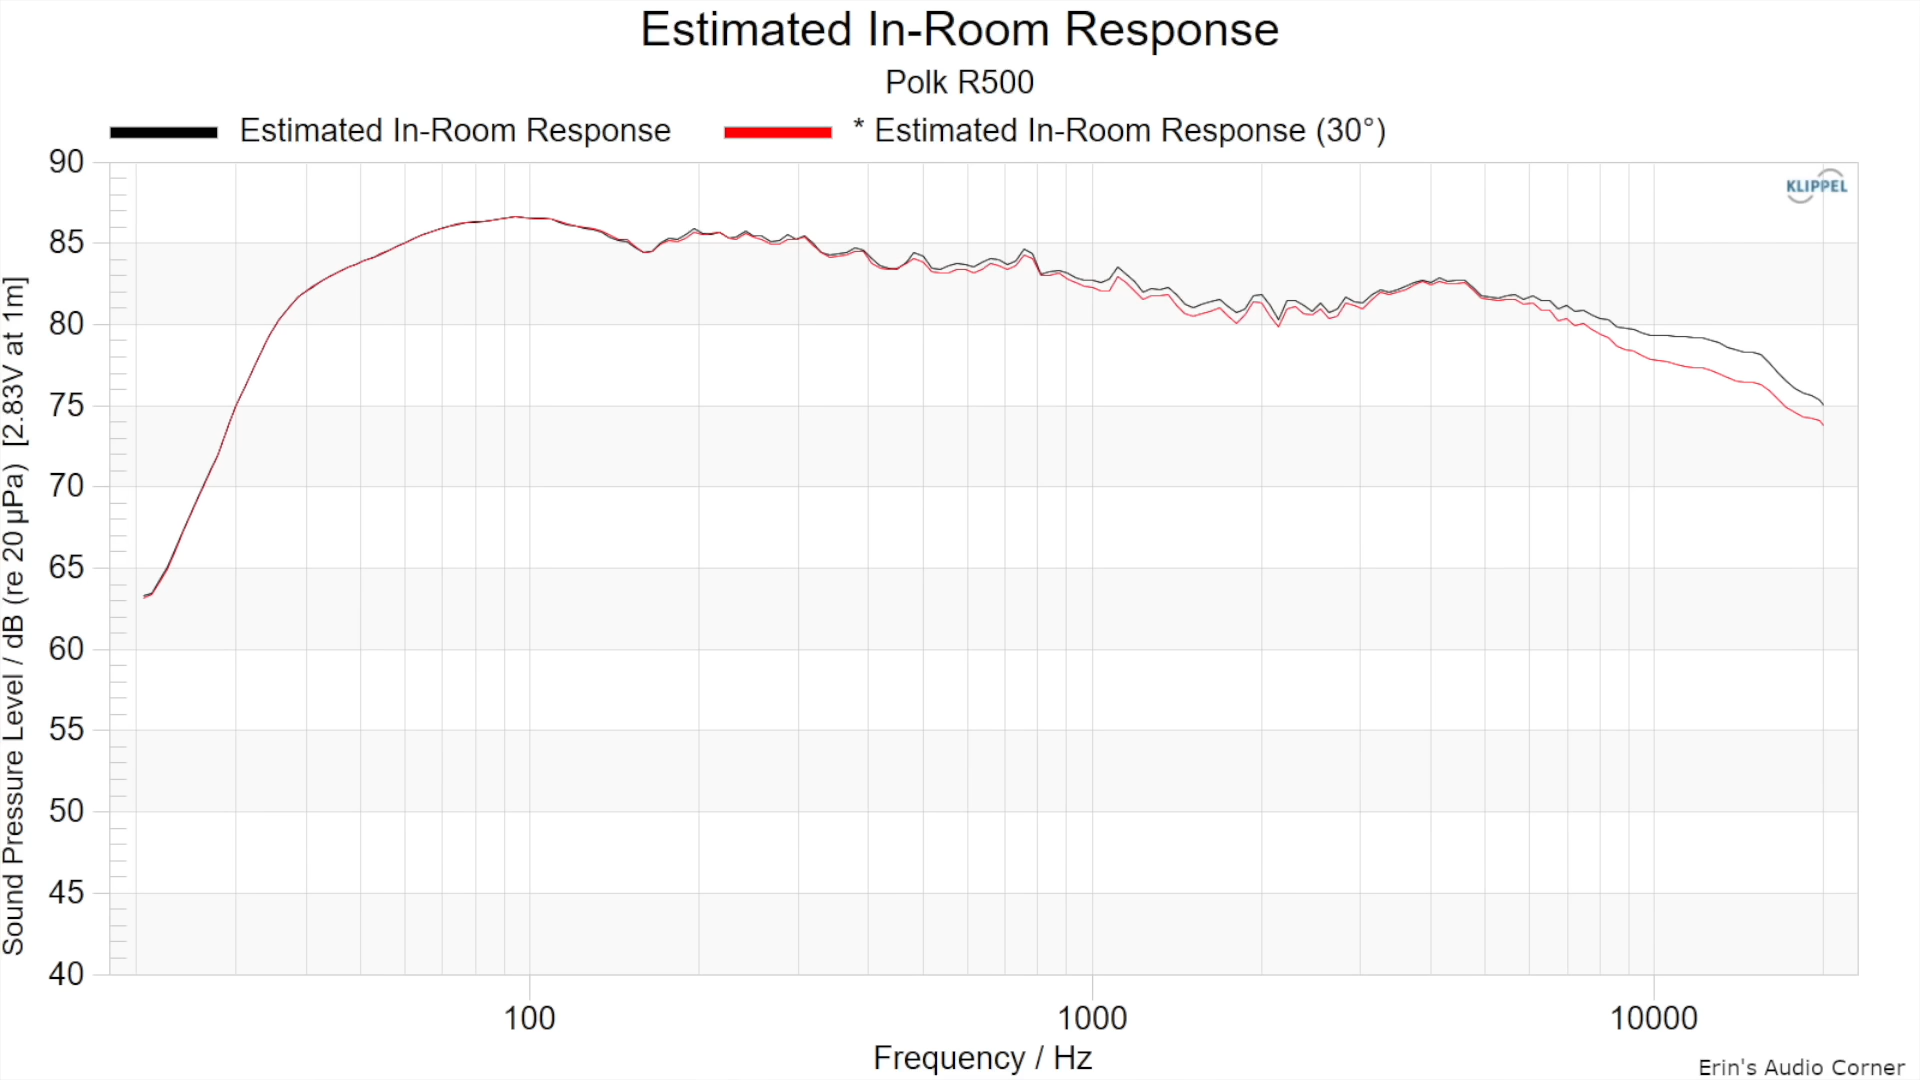 Estimated In-Room Response
Polk R500
Estimated In-Room Response
* Estimated In-Room Response (30°)
KLIPPEL
90
85
80
75
70
65
60
55
50
45
40
Sound Pressure Level / dB (re 20 µPa) [2.83V at 1m]
100
1000
10000
Frequency / Hz
Erin's Audio Corner